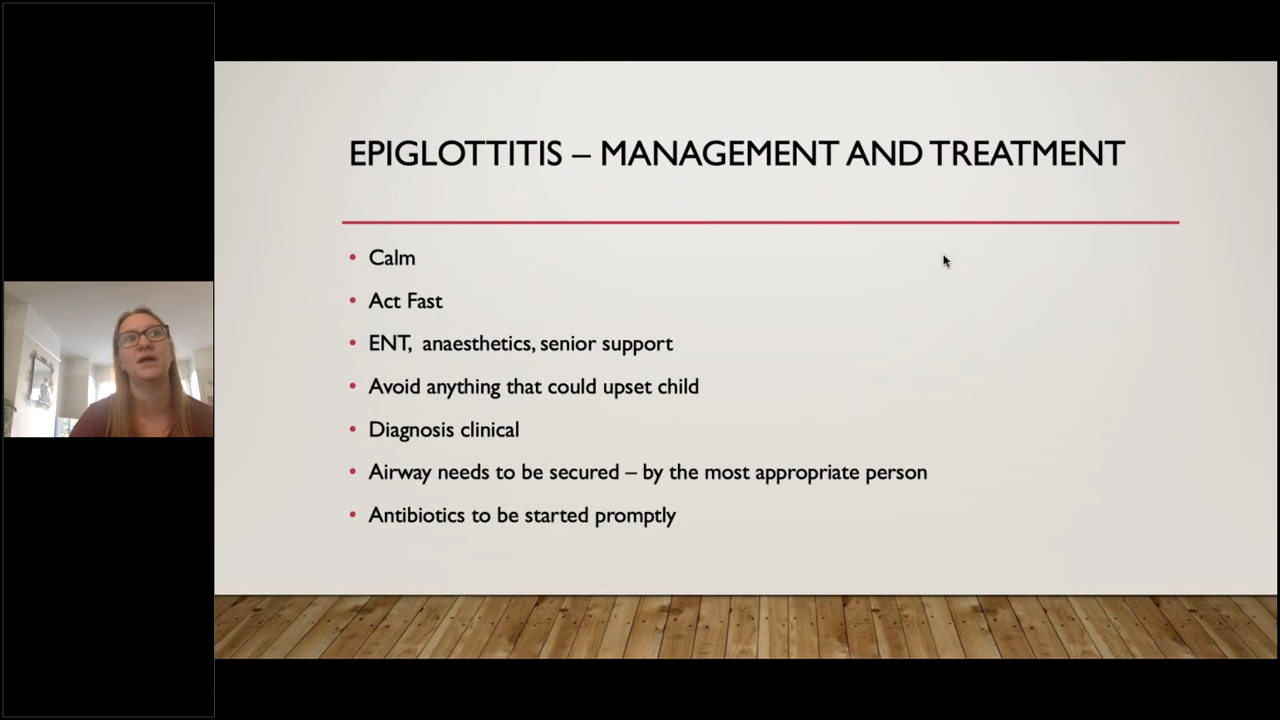 EPIGLOTTITIS – MANAGEMENT AND TREATMENT
• Calm
• Act Fast
• ENT, anaesthetics, senior support
• Avoid anything that could upset child
• Diagnosis clinical
• Airway needs to be secured – by the most appropriate person
• Antibiotics to be started promptly